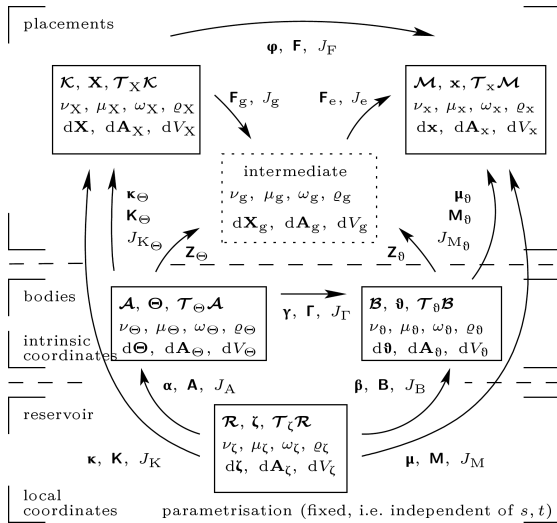 placements
φ, F, J_F
𝒦, X, 𝒯_X𝒦
ν_X, μ_X, ω_X, ϱ_X
dX, dA_X, dV_X
ℳ, x, 𝒯_xℳ
ν_x, μ_x, ω_x, ϱ_x
dx, dA_x, dV_x
F_g, J_g
F_e, J_e
intermediate
ν_g, μ_g, ω_g, ϱ_g
dX_g, dA_g, dV_g
κ_Θ
K_Θ
J_{K_Θ}
Z_Θ
Z_ϑ
μ_ϑ
M_ϑ
J_{M_ϑ}
bodies
𝒜, Θ, 𝒯_Θ𝒜
ν_Θ, μ_Θ, ω_Θ, ϱ_Θ
dΘ, dA_Θ, dV_Θ
γ, Γ, J_Γ
ℬ, ϑ, 𝒯_ϑℬ
ν_ϑ, μ_ϑ, ω_ϑ, ϱ_ϑ
dϑ, dA_ϑ, dV_ϑ
intrinsic
coordinates
α, A, J_A
β, B, J_B
reservoir
ℛ, ζ, 𝒯_ζℛ
ν_ζ, μ_ζ, ω_ζ, ϱ_ζ
dζ, dA_ζ, dV_ζ
κ, K, J_K
μ, M, J_M
local
coordinates
parametrisation (fixed, i.e. independent of s, t)